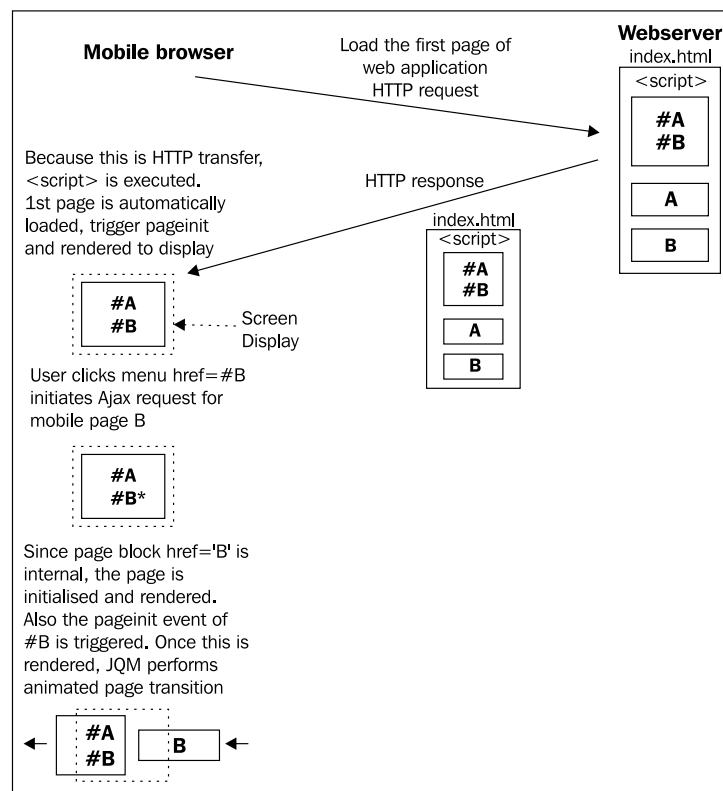 Mobile browser
Load the first page of
web application
HTTP request
Webserver
index.html
<script>
#A
#B
A
B
Because this is HTTP transfer,
<script> is executed.
1st page is automatically
loaded, trigger pageinit
and rendered to display
HTTP response
index.html
<script>
#A
#B
A
B
#A
#B
Screen
Display
User clicks menu href=#B
initiates Ajax request for
mobile page B
#A
#B*
Since page block href='B' is
internal, the page is
initialised and rendered.
Also the pageinit event of
#B is triggered. Once this is
rendered, JQM performs
animated page transition
#A
#B
B